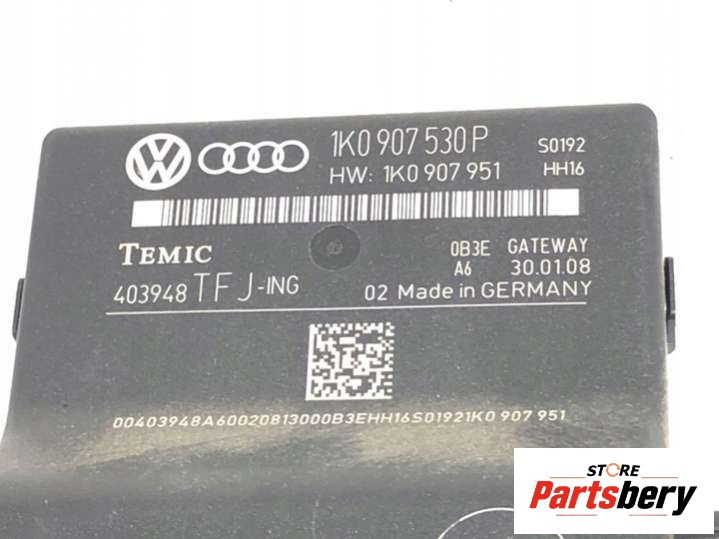 1K0 907 530 P
S0192
HW: 1K0 907 951
HH16
TEMIC
0B3E GATEWAY
A6 30.01.08
403948 TFJ-ING
02 Made in GERMANY
00403948A60020813000B3EHH16S01921K0 907 951
STORE
Partsbery